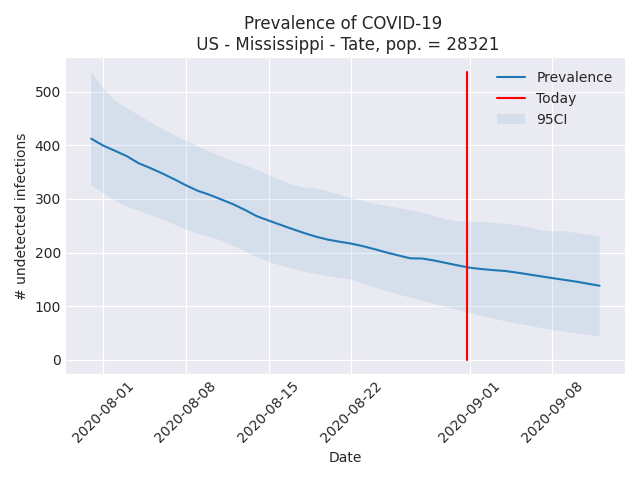 Prevalence of COVID-19
US - Mississippi - Tate, pop. = 28321
Prevalence
Today
95CI
# undetected infections
500
400
300
200
100
0
2020-08-01
2020-08-08
2020-08-15
2020-08-22
2020-09-01
2020-09-08
Date